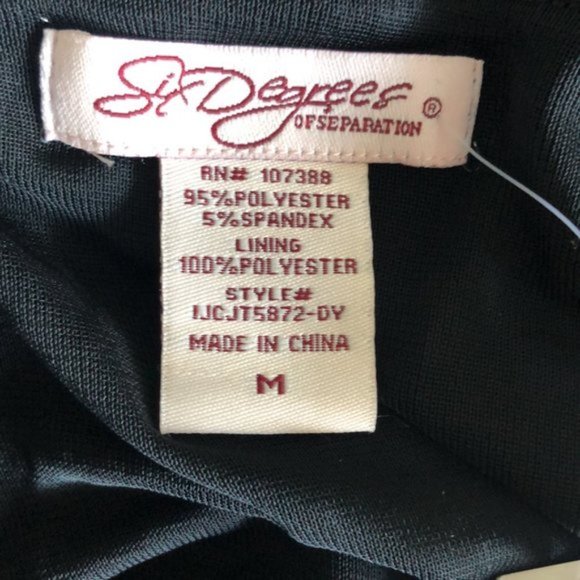 Six Degrees ®
OF SEPARATION
RN# 107388
95%POLYESTER
5%SPANDEX
LINING
100%POLYESTER
STYLE#
IJCJT5872-DY
MADE IN CHINA
M